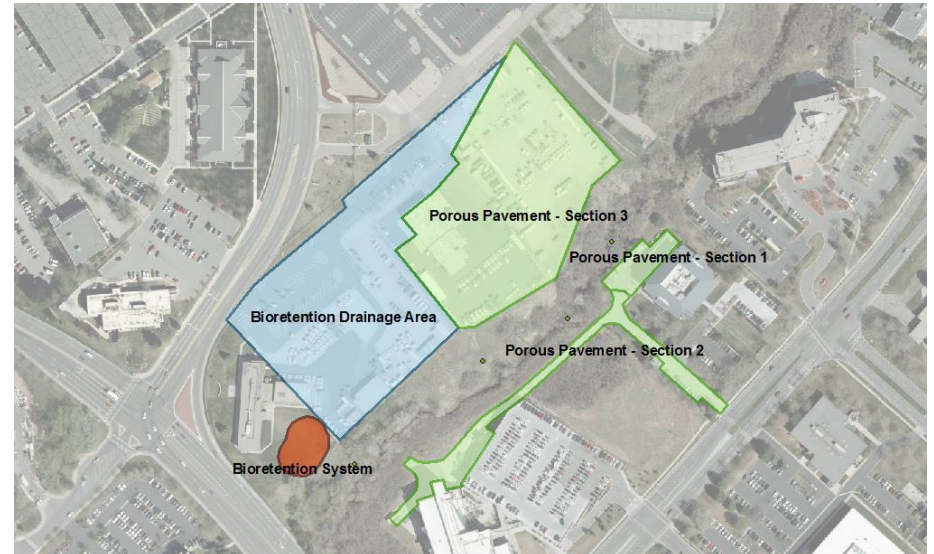 Porous Pavement - Section 3
Porous Pavement - Section 1
Bioretention Drainage Area
Porous Pavement - Section 2
Bioretention System